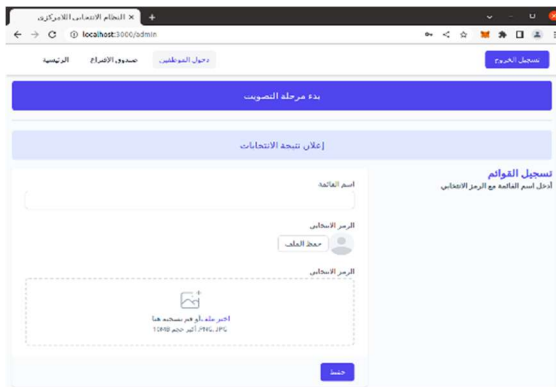 النظام الانتخابي اللامركزي
localhost:3000/admin
تسجيل الخروج
دخول الموظفين
صندوق الاقتراع
الرئيسية
بدء مرحلة التصويت
إعلان نتيجة الانتخابات
تسجيل القوائم
أدخل اسم القائمة مع الرمز الانتخابي
اسم القائمة
الرمز الانتخابي
حفظ الملف
الرمز الانتخابي
اختر ملف أو قم بسحبه هنا
PNG, JPG أكبر حجم 10MB
حفظ